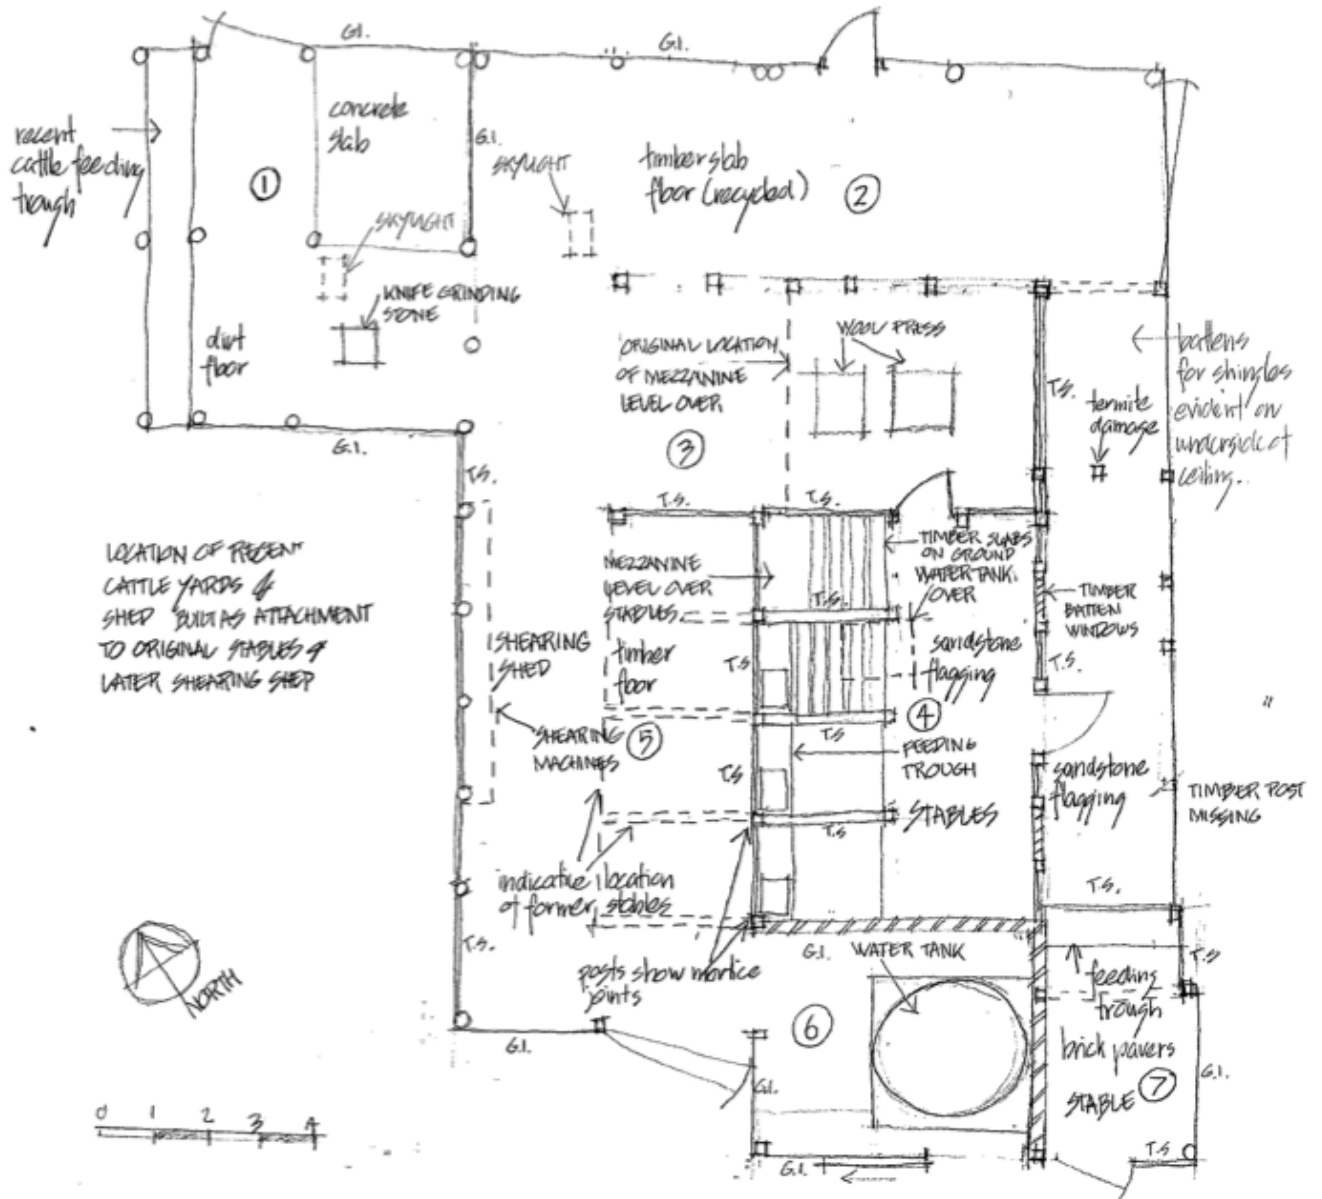 G.I.
G.I.
recent
cattle feeding
trough
concrete
slab
G.I.
1
SKYLIGHT
timber slab
floor (recycled)
2
SKYLIGHT
KNIFE GRINDING
STONE
dirt
floor
ORIGINAL LOCATION
OF MEZZANINE
LEVEL OVER
WOOL PRESS
T.S.
battens
for shingles
evident on
underside of
ceiling.
termite
damage
3
G.I.
T.S.
T.S.
T.S.
LOCATION OF RECENT
CATTLE YARDS &
SHED BUILT AS ATTACHMENT
TO ORIGINAL STABLES &
LATER SHEARING SHED
MEZZANINE
LEVEL OVER
STABLES.
TIMBER SLABS
ON GROUND
WATER TANK
OVER
TIMBER
BATTEN
WINDOWS
T.S.
SHEARING
SHED
timber
floor
T.S
sandstone
flagging
T.S.
4
SHEARING
MACHINES
5
T.S
FEEDING
TROUGH
T.S
sandstone
flagging
TIMBER POST
MISSING
STABLES
T.S
indicative location
of former stables
T.S.
T.S.
posts show mortice
joints
G.I.
WATER TANK
T.S
feeding
trough
NORTH
6
brick pavers
STABLE
7
G.I.
G.I.
G.I.
0 1 2 3 4
T.S
G.I.